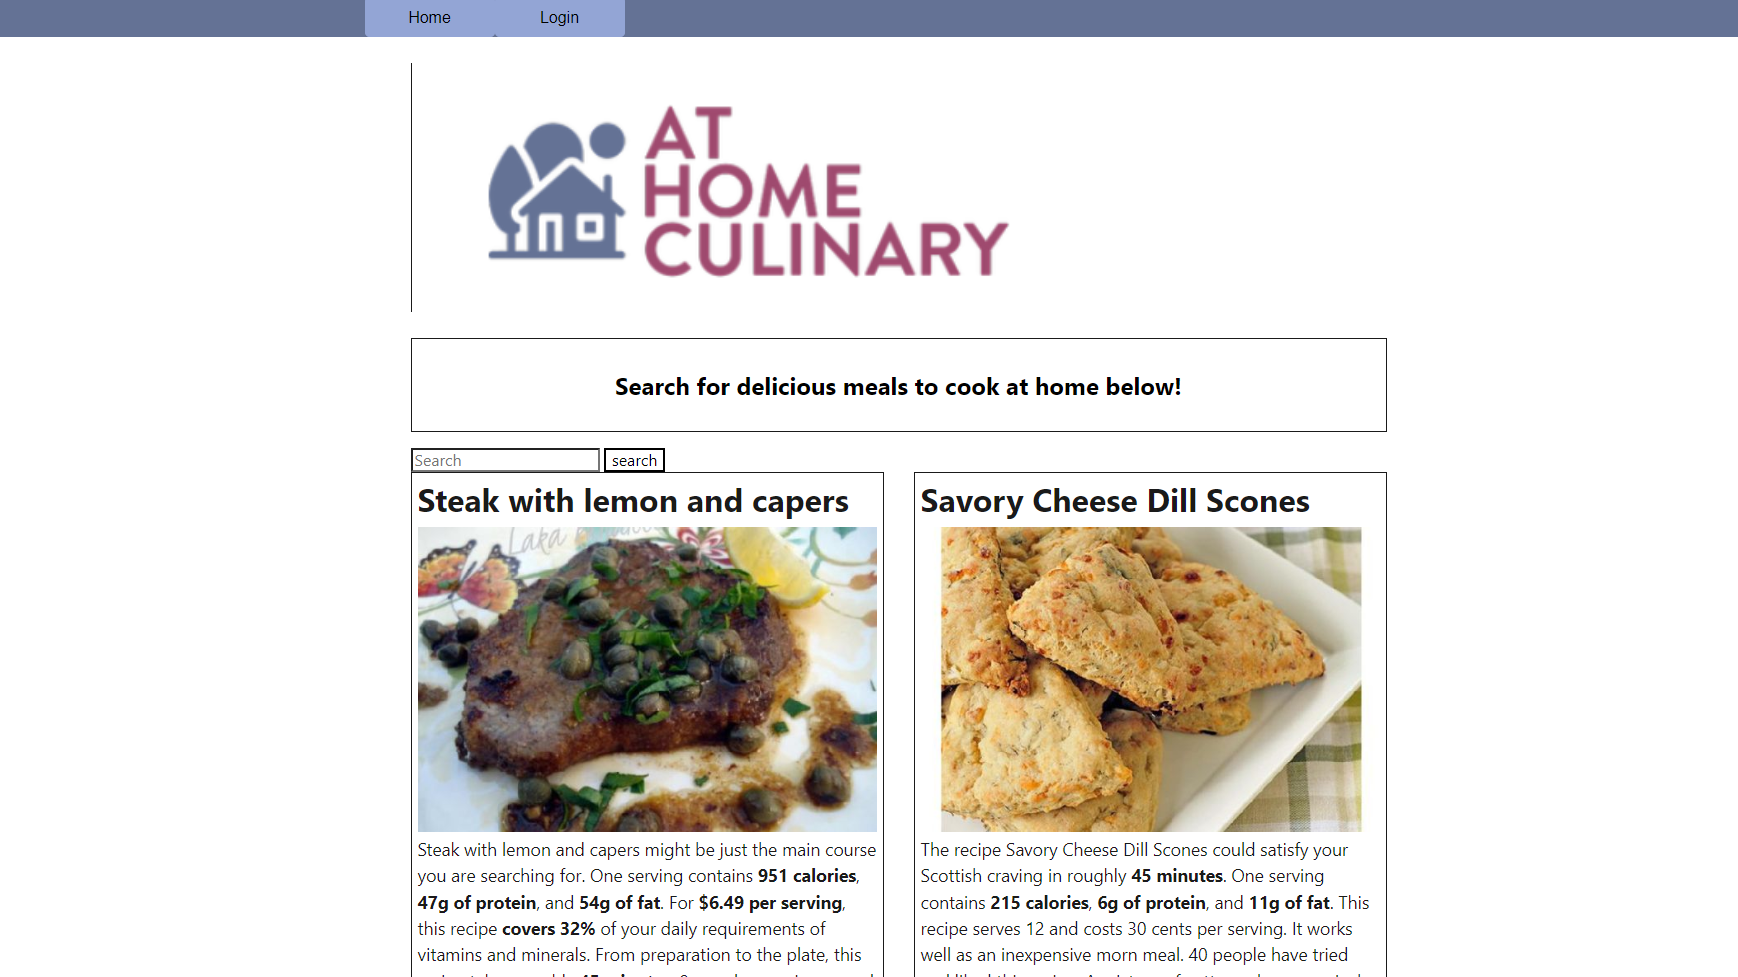 Home Login
AT
HOME
CULINARY
Search for delicious meals to cook at home below!
Search search
Steak with lemon and capers
Laka
Steak with lemon and capers might be just the main course
you are searching for. One serving contains 951 calories,
47g of protein, and 54g of fat. For $6.49 per serving,
this recipe covers 32% of your daily requirements of
vitamins and minerals. From preparation to the plate, this
Savory Cheese Dill Scones
The recipe Savory Cheese Dill Scones could satisfy your
Scottish craving in roughly 45 minutes. One serving
contains 215 calories, 6g of protein, and 11g of fat. This
recipe serves 12 and costs 30 cents per serving. It works
well as an inexpensive morn meal. 40 people have tried